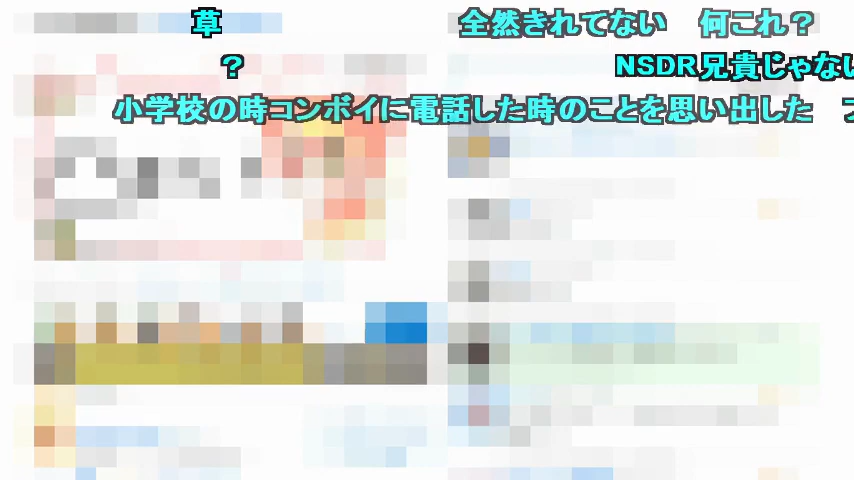 草 全然きれてない 何これ？
？ NSDR兄貴じゃない
小学校の時コンボイに電話した時のことを思い出した